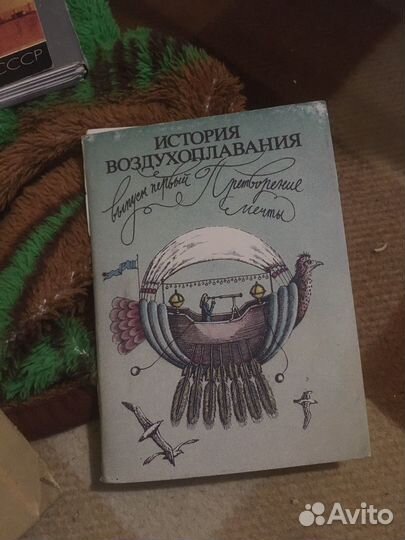 СССР
ИСТОРИЯ
ВОЗДУХОПЛАВАНИЯ
выпуск первый Претворение
мечты
Avito